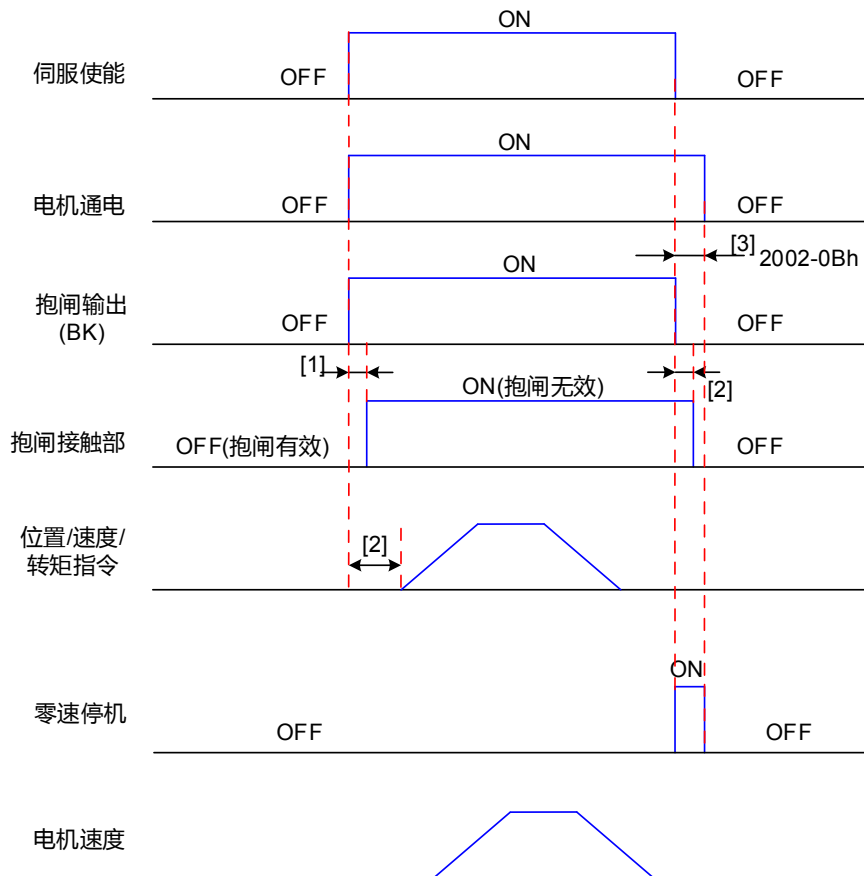 ON
伺服使能
OFF
OFF
ON
电机通电
OFF
OFF
[3]
2002-0Bh
ON
抱闸输出
(BK)
OFF
OFF
[1]
ON(抱闸无效)
[2]
抱闸接触部
OFF(抱闸有效)
OFF
位置/速度/
转矩指令
[2]
ON
零速停机
OFF
OFF
电机速度